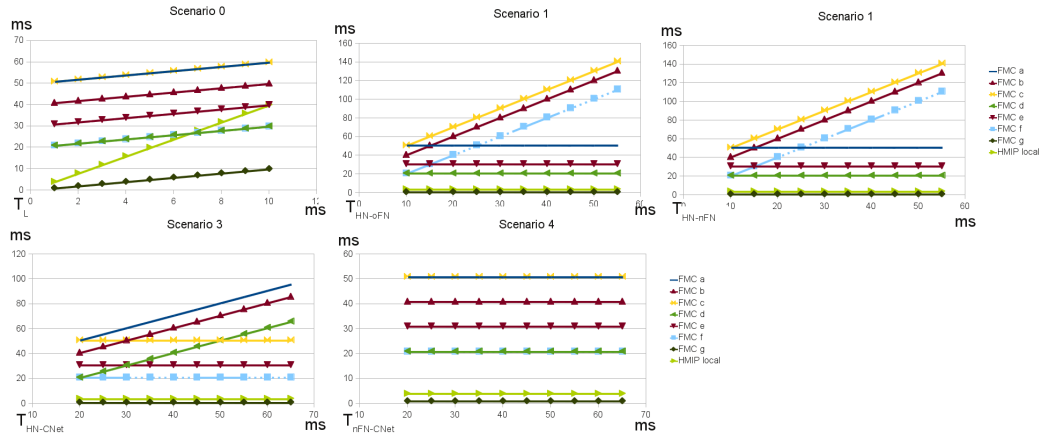 Scenario 0
ms
70
60
50
40
30
20
10
0
0 2 4 6 8 10 12
T L
ms
Scenario 1
ms
160
140
120
100
80
60
40
20
0
0 10 20 30 40 50 60
T HN-oFN
ms
Scenario 1
ms
160
140
120
100
80
60
40
20
0
0 10 20 30 40 50 60
T HN-nFN
ms
FMC a
FMC b
FMC c
FMC d
FMC e
FMC f
FMC g
HMIP local
Scenario 3
ms
120
100
80
60
40
20
0
10 20 30 40 50 60 70
T HN-CNet
ms
Scenario 4
ms
60
50
40
30
20
10
0
10 20 30 40 50 60 70
T nFN-CNet
ms
FMC a
FMC b
FMC c
FMC d
FMC e
FMC f
FMC g
HMIP local